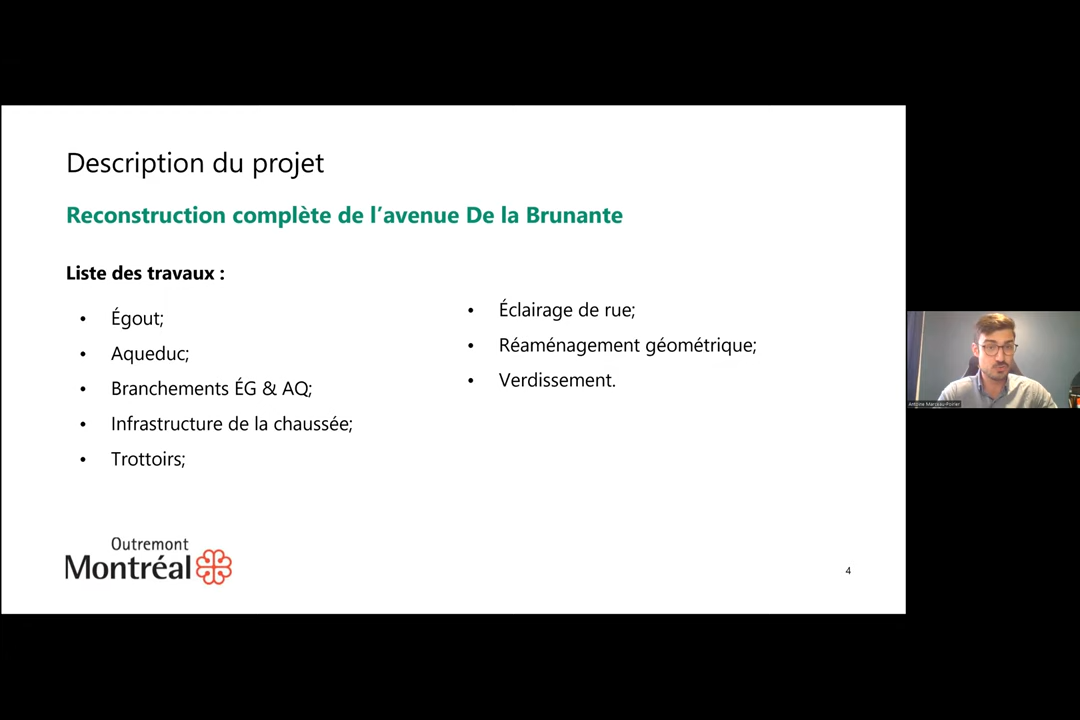 Description du projet
Reconstruction complète de l’avenue De la Brunante
Liste des travaux :
• Égout;
• Aqueduc;
• Branchements ÉG & AQ;
• Infrastructure de la chaussée;
• Trottoirs;
• Éclairage de rue;
• Réaménagement géométrique;
• Verdissement.
Outremont
Montréal
4
Antoine